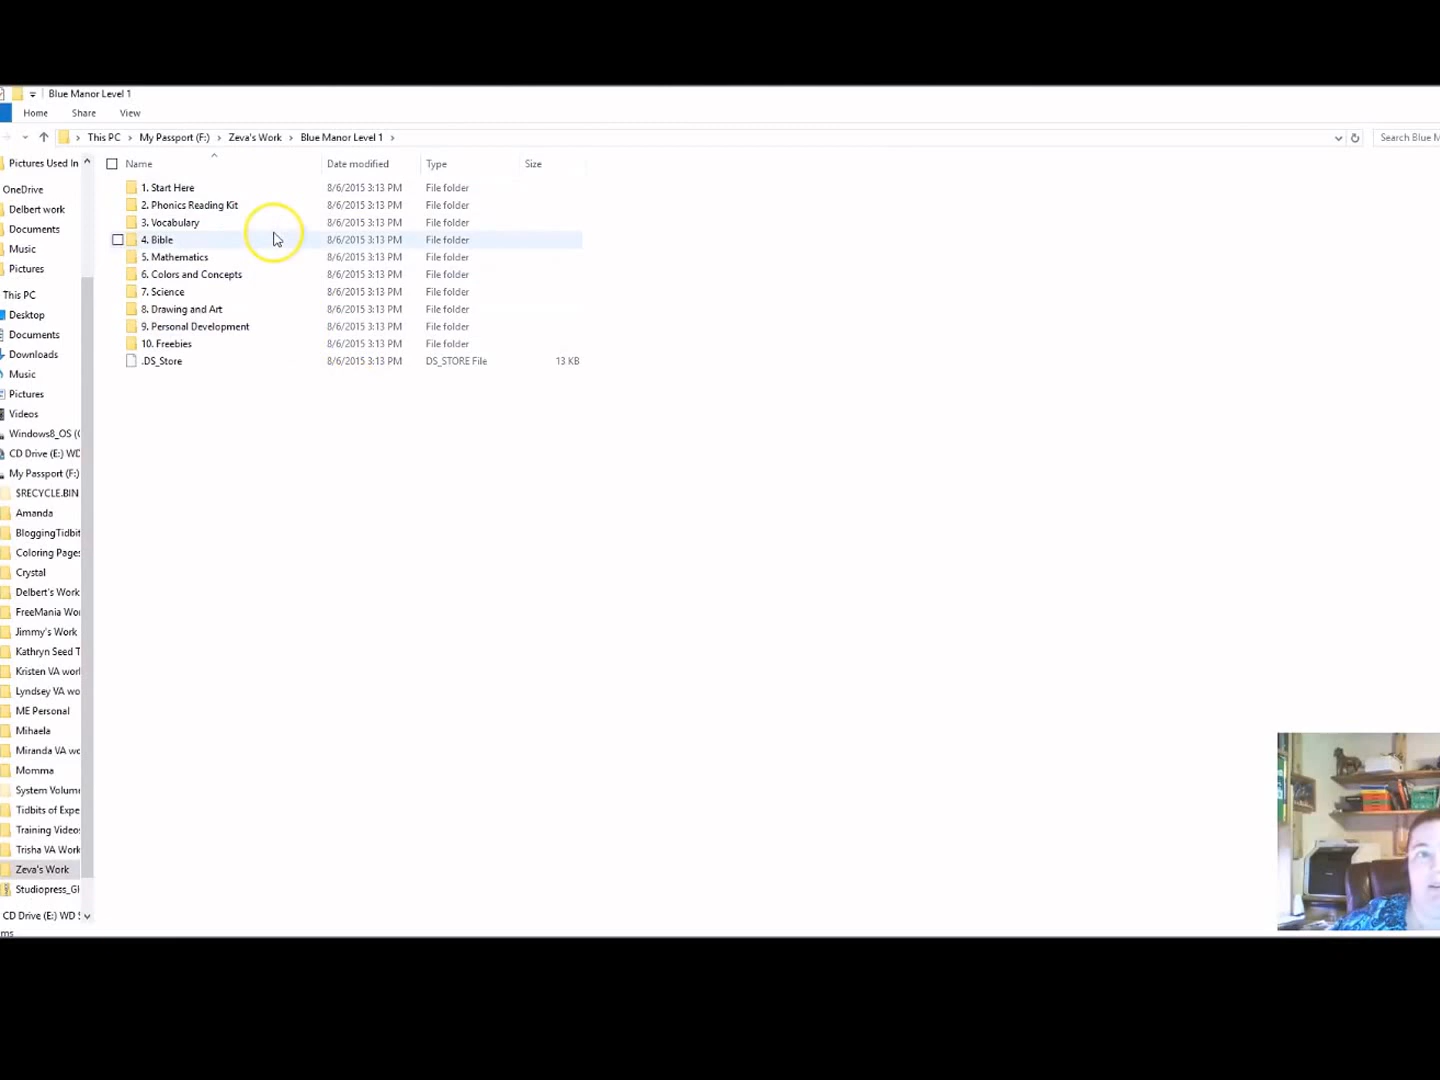 Blue Manor Level 1
Home Share View
This PC My Passport (F:) Zeva's Work Blue Manor Level 1
Search Blue M
Name Date modified Type Size
1. Start Here 8/6/2015 3:13 PM File folder
2. Phonics Reading Kit 8/6/2015 3:13 PM File folder
3. Vocabulary 8/6/2015 3:13 PM File folder
4. Bible 8/6/2015 3:13 PM File folder
5. Mathematics 8/6/2015 3:13 PM File folder
6. Colors and Concepts 8/6/2015 3:13 PM File folder
7. Science 8/6/2015 3:13 PM File folder
8. Drawing and Art 8/6/2015 3:13 PM File folder
9. Personal Development 8/6/2015 3:13 PM File folder
10. Freebies 8/6/2015 3:13 PM File folder
.DS_Store 8/6/2015 3:13 PM DS_STORE File 13 KB
Pictures Used In
OneDrive
Delbert work
Documents
Music
Pictures
This PC
Desktop
Documents
Downloads
Music
Pictures
Videos
Windows8_OS (
CD Drive (E:) WD
My Passport (F:)
$RECYCLE.BIN
Amanda
BloggingTidbit
Coloring Pages
Crystal
Delbert's Work
FreeMania Wor
Jimmy's Work
Kathryn Seed T
Kristen VA work
Lyndsey VA wo
ME Personal
Mihaela
Miranda VA wo
Momma
System Volum
Tidbits of Expe
Training Videos
Trisha VA Work
Zeva's Work
Studiopress_G
CD Drive (E:) WD S
ms